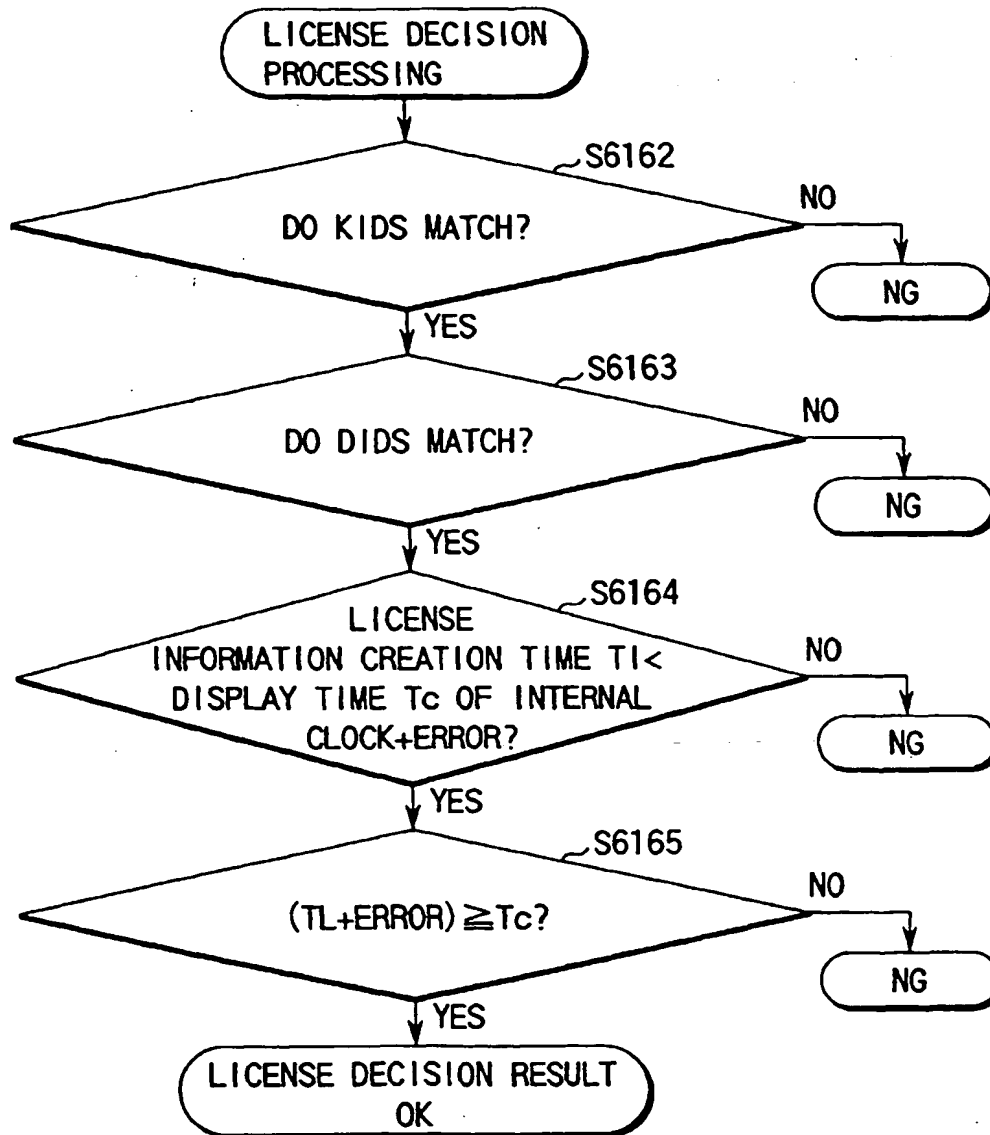 LICENSE DECISION
PROCESSING
S6162
DO KIDS MATCH?
NO
NG
YES
S6163
DO DIDS MATCH?
NO
NG
YES
S6164
LICENSE
INFORMATION CREATION TIME TI<
DISPLAY TIME Tc OF INTERNAL
CLOCK+ERROR?
NO
NG
YES
S6165
(TL+ERROR)≧Tc?
NO
NG
YES
LICENSE DECISION RESULT
OK